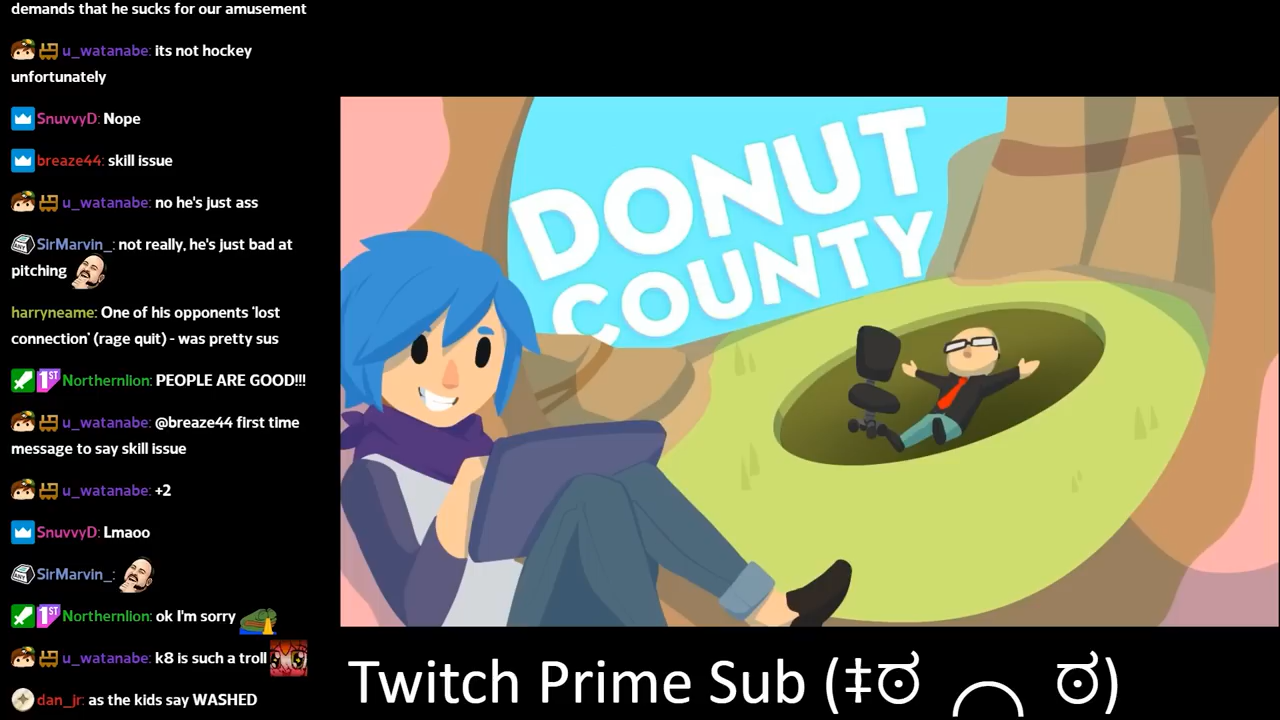 demands that he sucks for our amusement
u_watanabe: its not hockey
unfortunately
SnuvvyD: Nope
breaze44: skill issue
u_watanabe: no he's just ass
SirMarvin_: not really, he's just bad at
pitching
harryneame: One of his opponents 'lost
connection' (rage quit) - was pretty sus
Northernlion: PEOPLE ARE GOOD!!!
u_watanabe: @breaze44 first time
message to say skill issue
u_watanabe: +2
SnuvvyD: Lmaoo
SirMarvin_:
Northernlion: ok I'm sorry
u_watanabe: k8 is such a troll
dan_jr: as the kids say WASHED
DONUT
COUNTY
Twitch Prime Sub (‡ಠ ⌒ ಠ)